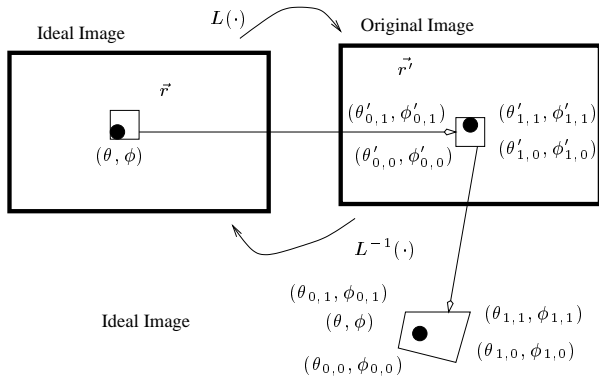 L(·)
Ideal Image
Original Image
r⃗
r⃗′
(θ′0,1, ϕ′0,1)
(θ′1,1, ϕ′1,1)
(θ, ϕ)
(θ′0,0, ϕ′0,0)
(θ′1,0, ϕ′1,0)
L−1(·)
(θ0,1, ϕ0,1)
Ideal Image
(θ, ϕ)
(θ1,1, ϕ1,1)
(θ0,0, ϕ0,0)
(θ1,0, ϕ1,0)